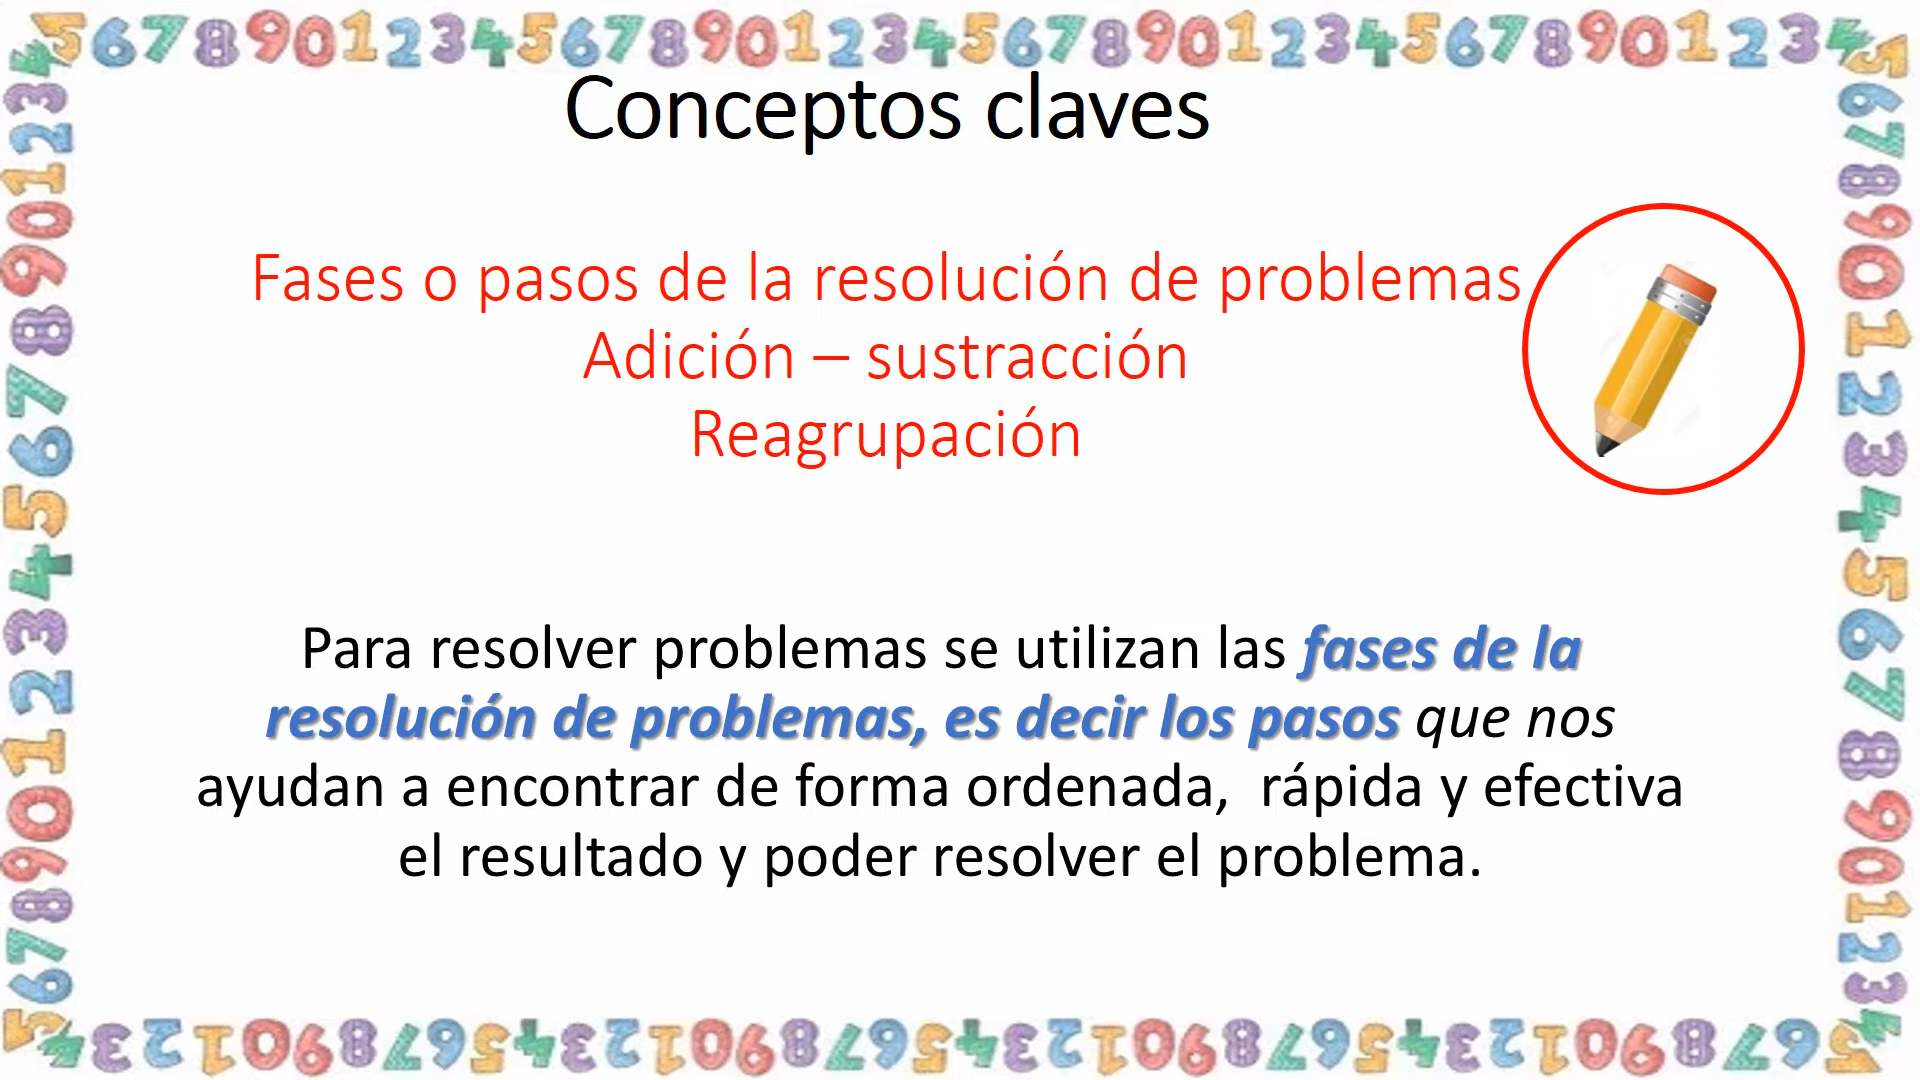 5678901234567890123456789012345678901234
Conceptos claves
Fases o pasos de la resolución de problemas
Adición – sustracción
Reagrupación
Para resolver problemas se utilizan las fases de la
resolución de problemas, es decir los pasos que nos
ayudan a encontrar de forma ordenada,  rápida y efectiva
el resultado y poder resolver el problema.